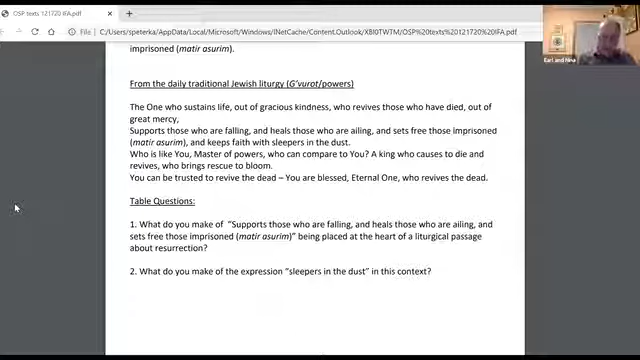 OSP texts 121720 IFA.pdf
File
C:/Users/speterka/AppData/Local/Microsoft/Windows/INetCache/Content.Outlook/XBI0TWTM/OSP%20texts%20121720%20IFA.pdf
imprisoned (matir asurim).
Earl and Nina
From the daily traditional Jewish liturgy (G’vurot/powers)
The One who sustains life, out of gracious kindness, who revives those who have died, out of
great mercy,
Supports those who are falling, and heals those who are ailing, and sets free those imprisoned
(matir asurim), and keeps faith with sleepers in the dust.
Who is like You, Master of powers, who can compare to You? A king who causes to die and
revives, who brings rescue to bloom.
You can be trusted to revive the dead – You are blessed, Eternal One, who revives the dead.
Table Questions:
1. What do you make of “Supports those who are falling, and heals those who are ailing, and
sets free those imprisoned (matir asurim)” being placed at the heart of a liturgical passage
about resurrection?
2. What do you make of the expression “sleepers in the dust” in this context?